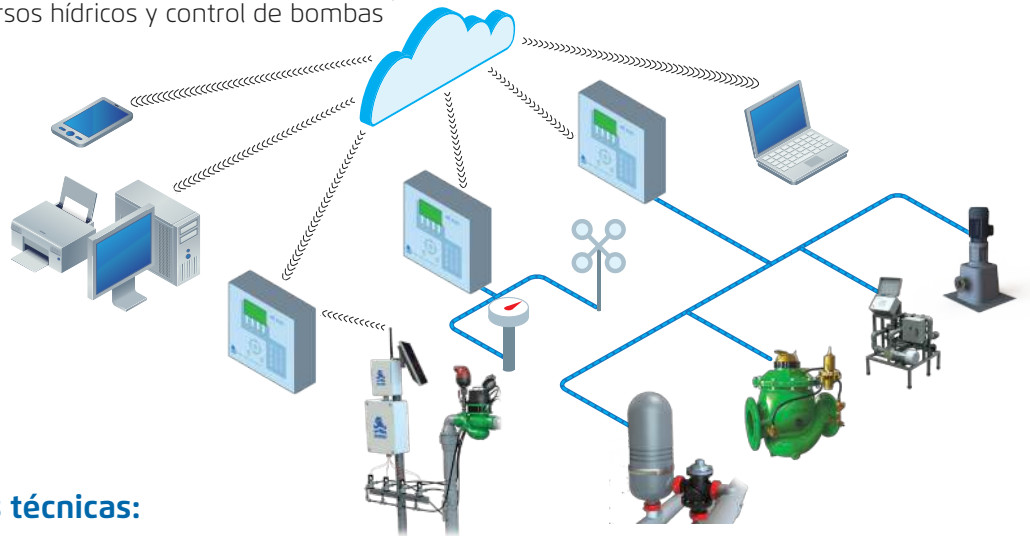 rsos hídricos y control de bombas
s técnicas: